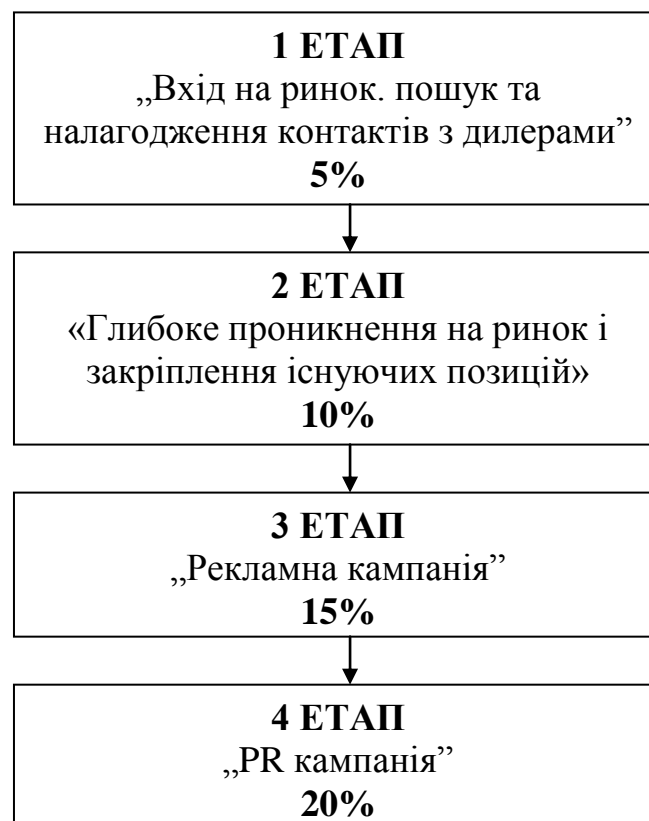 1 ЕТАП
„Вхід на ринок. пошук та
налагодження контактів з дилерами”
5%
2 ЕТАП
«Глибоке проникнення на ринок і
закріплення існуючих позицій»
10%
3 ЕТАП
„Рекламна кампанія”
15%
4 ЕТАП
„PR кампанія”
20%